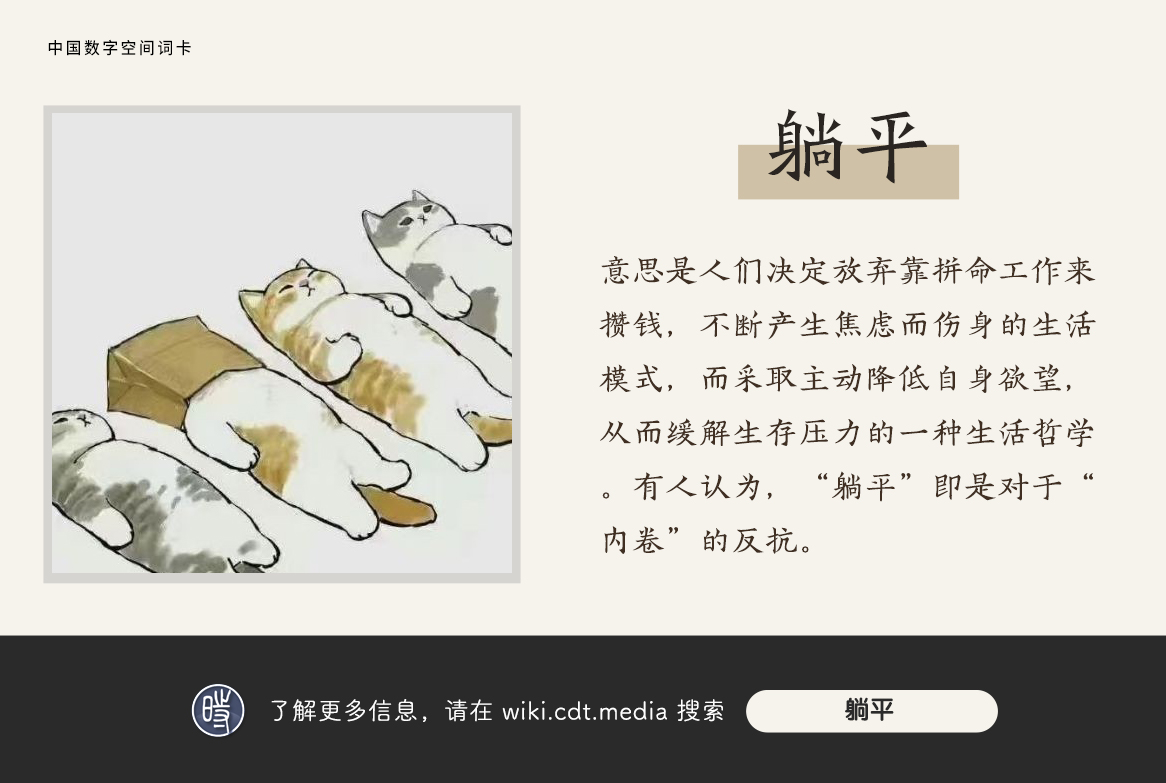 中国数字空间词卡
躺平
意思是人们决定放弃靠拼命工作来
攒钱，不断产生焦虑而伤身的生活
模式，而采取主动降低自身欲望，
从而缓解生存压力的一种生活哲学
。有人认为，“躺平”即是对于“
内卷”的反抗。
了解更多信息，请在 wiki.cdt.media 搜索
躺平